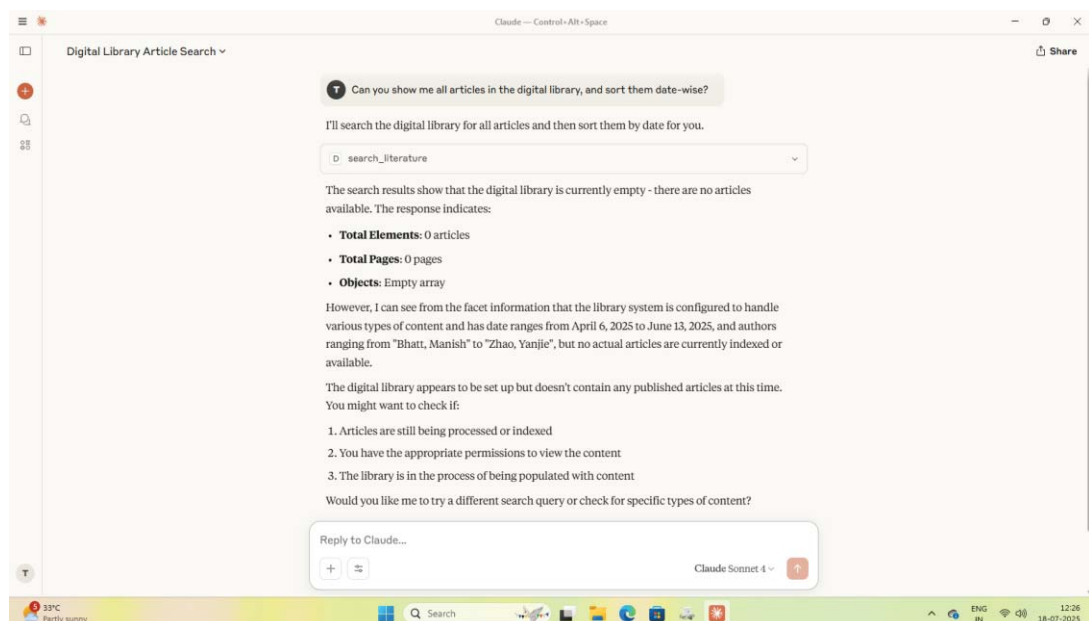 Claude — Control+Alt+Space
Digital Library Article Search
Share
T Can you show me all articles in the digital library, and sort them date-wise?
I'll search the digital library for all articles and then sort them by date for you.
D search_literature
The search results show that the digital library is currently empty - there are no articles
available. The response indicates:
• Total Elements: 0 articles
• Total Pages: 0 pages
• Objects: Empty array
However, I can see from the facet information that the library system is configured to handle
various types of content and has date ranges from April 6, 2025 to June 13, 2025, and authors
ranging from "Bhatt, Manish" to "Zhao, Yanjie", but no actual articles are currently indexed or
available.
The digital library appears to be set up but doesn't contain any published articles at this time.
You might want to check if:
1. Articles are still being processed or indexed
2. You have the appropriate permissions to view the content
3. The library is in the process of being populated with content
Would you like me to try a different search query or check for specific types of content?
Reply to Claude...
Claude Sonnet 4
T
5 33°C
Partly sunny
Search
ENG
IN
12:26
18-07-2025